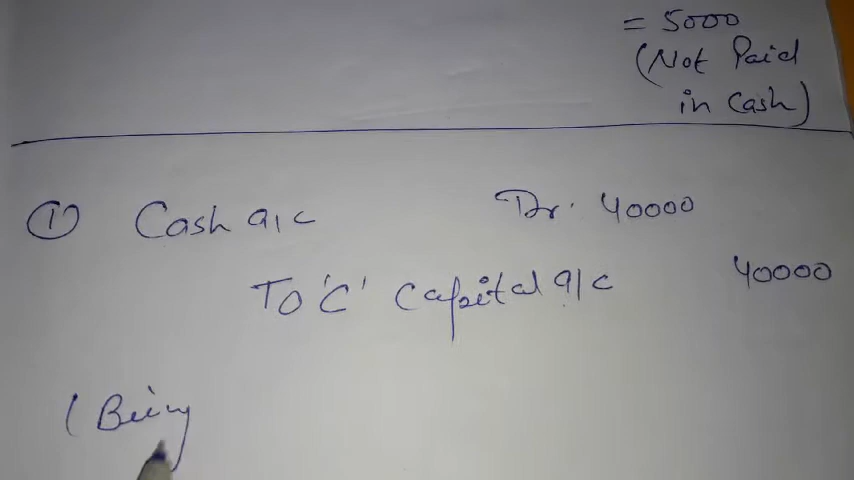 = 5000
(Not Paid
in Cash)
① Cash a/c Dr. 40000
To 'C' Capital a/c 40000
( Being